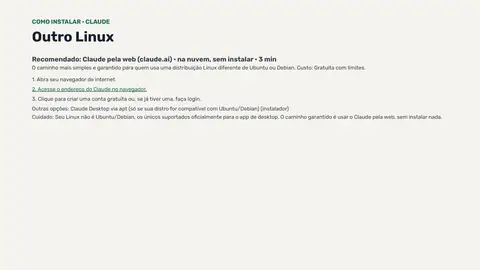 COMO INSTALAR · CLAUDE
Outro Linux
Recomendado: Claude pela web (claude.ai) · na nuvem, sem instalar · 3 min
O caminho mais simples e garantido para quem usa uma distribuição Linux diferente de Ubuntu ou Debian. Custo: Gratuita com limites.
1. Abra seu navegador de internet.
2. Acesse o endereço do Claude no navegador.
3. Clique para criar uma conta gratuita ou, se já tiver uma, faça login.
Outras opções: Claude Desktop via apt (só se sua distro for compatível com Ubuntu/Debian) (instalador)
Cuidado: Seu Linux não é Ubuntu/Debian, os únicos suportados oficialmente para o app de desktop. O caminho garantido é usar o Claude pela web, sem instalar nada.